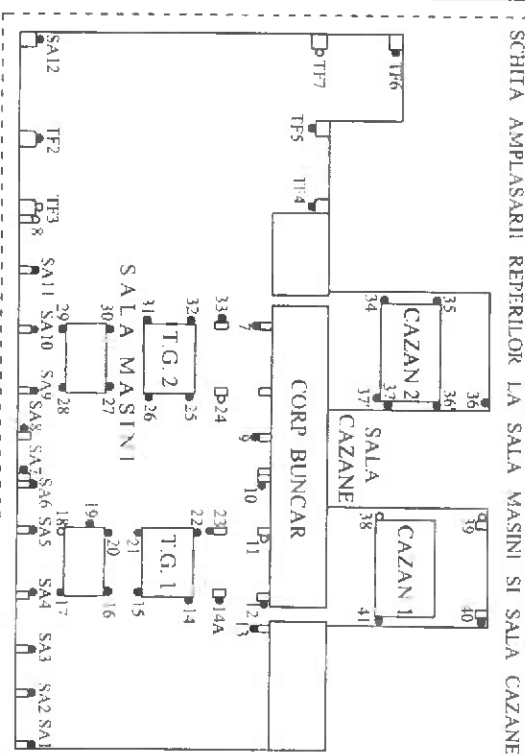 SCHITA AMPLASARII REPERILOR LA SALA MASINI SI SALA CAZANE
TF6
TF7
TF5
TF4
35
36
34
CAZAN 2
37'
37
36'
SALA
CAZANE
39
40
38
CAZAN 1
41
CORP BUNCAR
7
9
10
11
12
13
33
24
23
14A
32
31
T.G. 2
25
26
22
21
T.G. 1
14
15
SALA MASINI
30
29
27
28
19
20
18
16
17
SA12
TF2
TF3
8
SA11
SA10
SA9
SA8
SA7
SA6
SA5
SA4
SA3
SA2
SA1